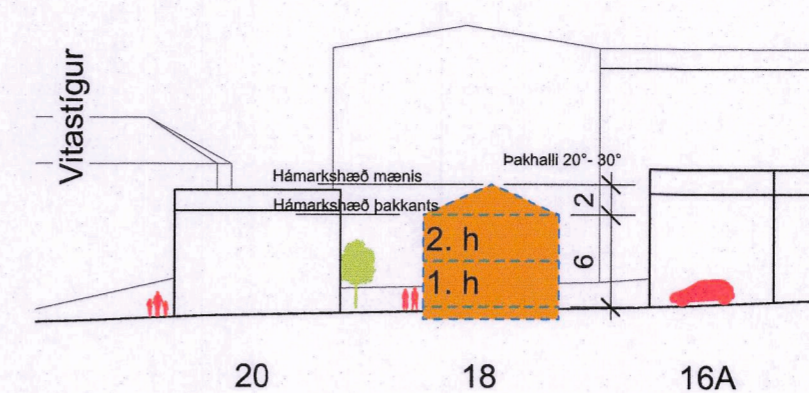 Vitastígur
Þakhalli 20°- 30°
Hámarkshæð mænis
Hámarkshæð þakkants
2
2. h
6
1. h
20
18
16A